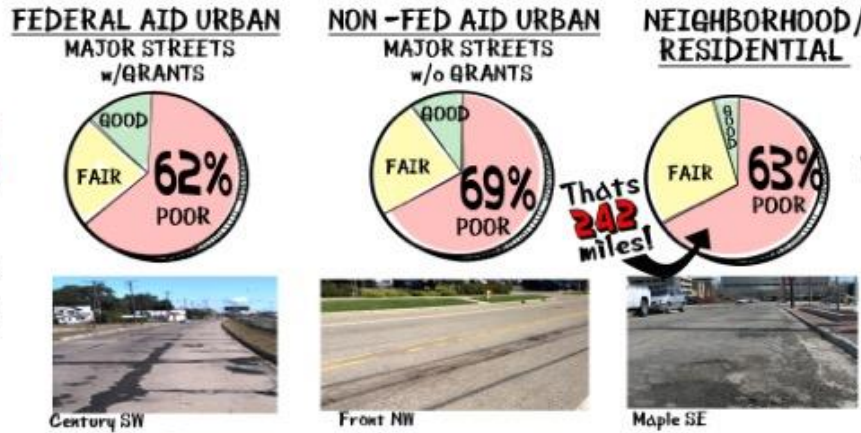 FEDERAL AID URBAN
MAJOR STREETS
w/GRANTS
GOOD
FAIR
62%
POOR
Century SW
NON-FED AID URBAN
MAJOR STREETS
w/o GRANTS
GOOD
FAIR
69%
POOR
Front NW
NEIGHBORHOOD/
RESIDENTIAL
GOOD
FAIR
63%
POOR
Thats
242
miles!
Maple SE